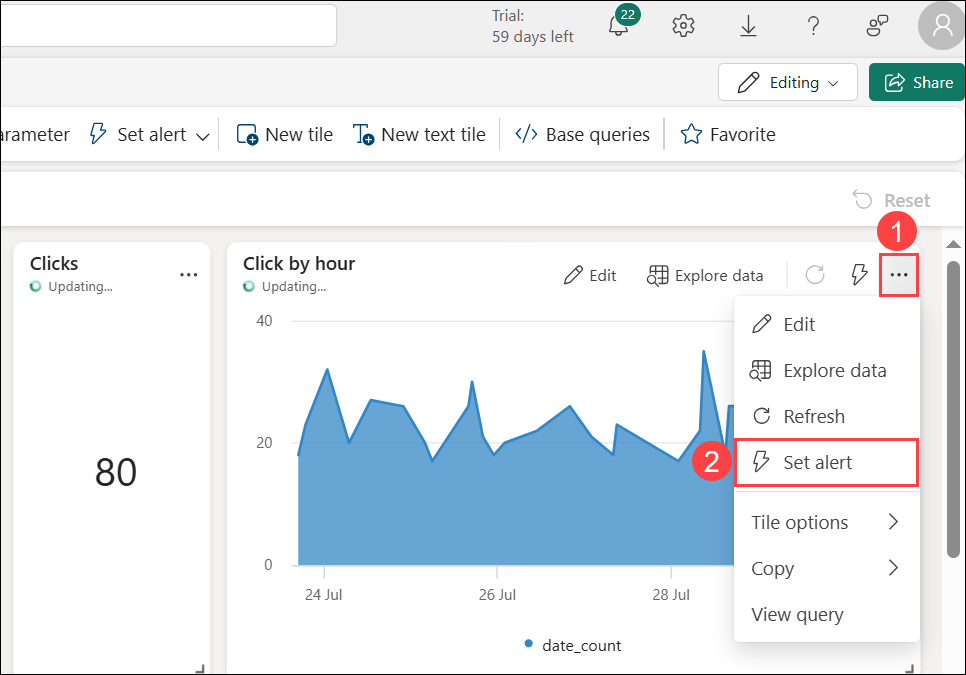 Trial:
59 days left
22
Editing
Share
arameter
Set alert
New tile
New text tile
Base queries
Favorite
Reset
1
Clicks
Updating...
80
Click by hour
Updating...
Edit
Explore data
40
20
0
24 Jul
26 Jul
28 Jul
date_count
Edit
Explore data
Refresh
2
Set alert
Tile options
Copy
View query